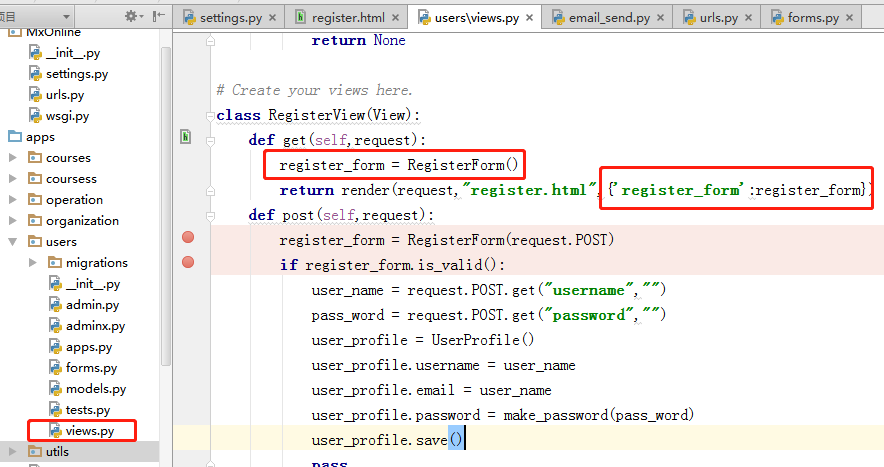 项目
settings.py
register.html
users\views.py
email_send.py
urls.py
forms.py
MxOnline
__init__.py
settings.py
urls.py
wsgi.py
apps
courses
coursess
operation
organization
users
migrations
__init__.py
admin.py
adminx.py
apps.py
forms.py
models.py
tests.py
views.py
utils
return None
# Create your views here.
class RegisterView(View):
def get(self,request):
register_form = RegisterForm()
return render(request,"register.html",{'register_form':register_form})
def post(self,request):
register_form = RegisterForm(request.POST)
if register_form.is_valid():
user_name = request.POST.get("username","")
pass_word = request.POST.get("password","")
user_profile = UserProfile()
user_profile.username = user_name
user_profile.email = user_name
user_profile.password = make_password(pass_word)
user_profile.save()
pass